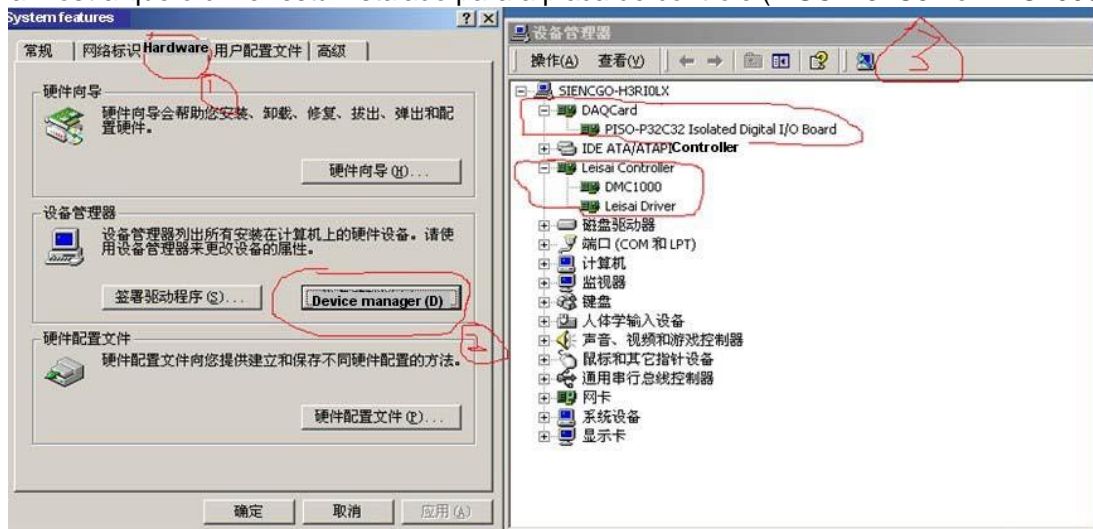 System features
常规 网络标识 Hardware 用户配置文件 高级
1
硬件向导
硬件向导会帮助您安装、卸载、修复、拔出、弹出和配
置硬件。
硬件向导(H)...
设备管理器
设备管理器列出所有安装在计算机上的硬件设备。请使
用设备管理器来更改设备的属性。
签署驱动程序(S)... Device manager (D)
2
硬件配置文件
硬件配置文件向您提供建立和保存不同硬件配置的方法。
硬件配置文件(P)...
确定 取消 应用(A)
设备管理器
3
操作(A) 查看(V)
SIENCGO-H3RI0LX
DAQCard
PISO-P32C32 Isolated Digital I/O Board
IDE ATA/ATAPI Controller
Leisai Controller
DMC1000
Leisai Driver
磁盘驱动器
端口 (COM 和 LPT)
计算机
监视器
键盘
人体学输入设备
声音、视频和游戏控制器
鼠标和其它指针设备
通用串行总线控制器
网卡
系统设备
显示卡